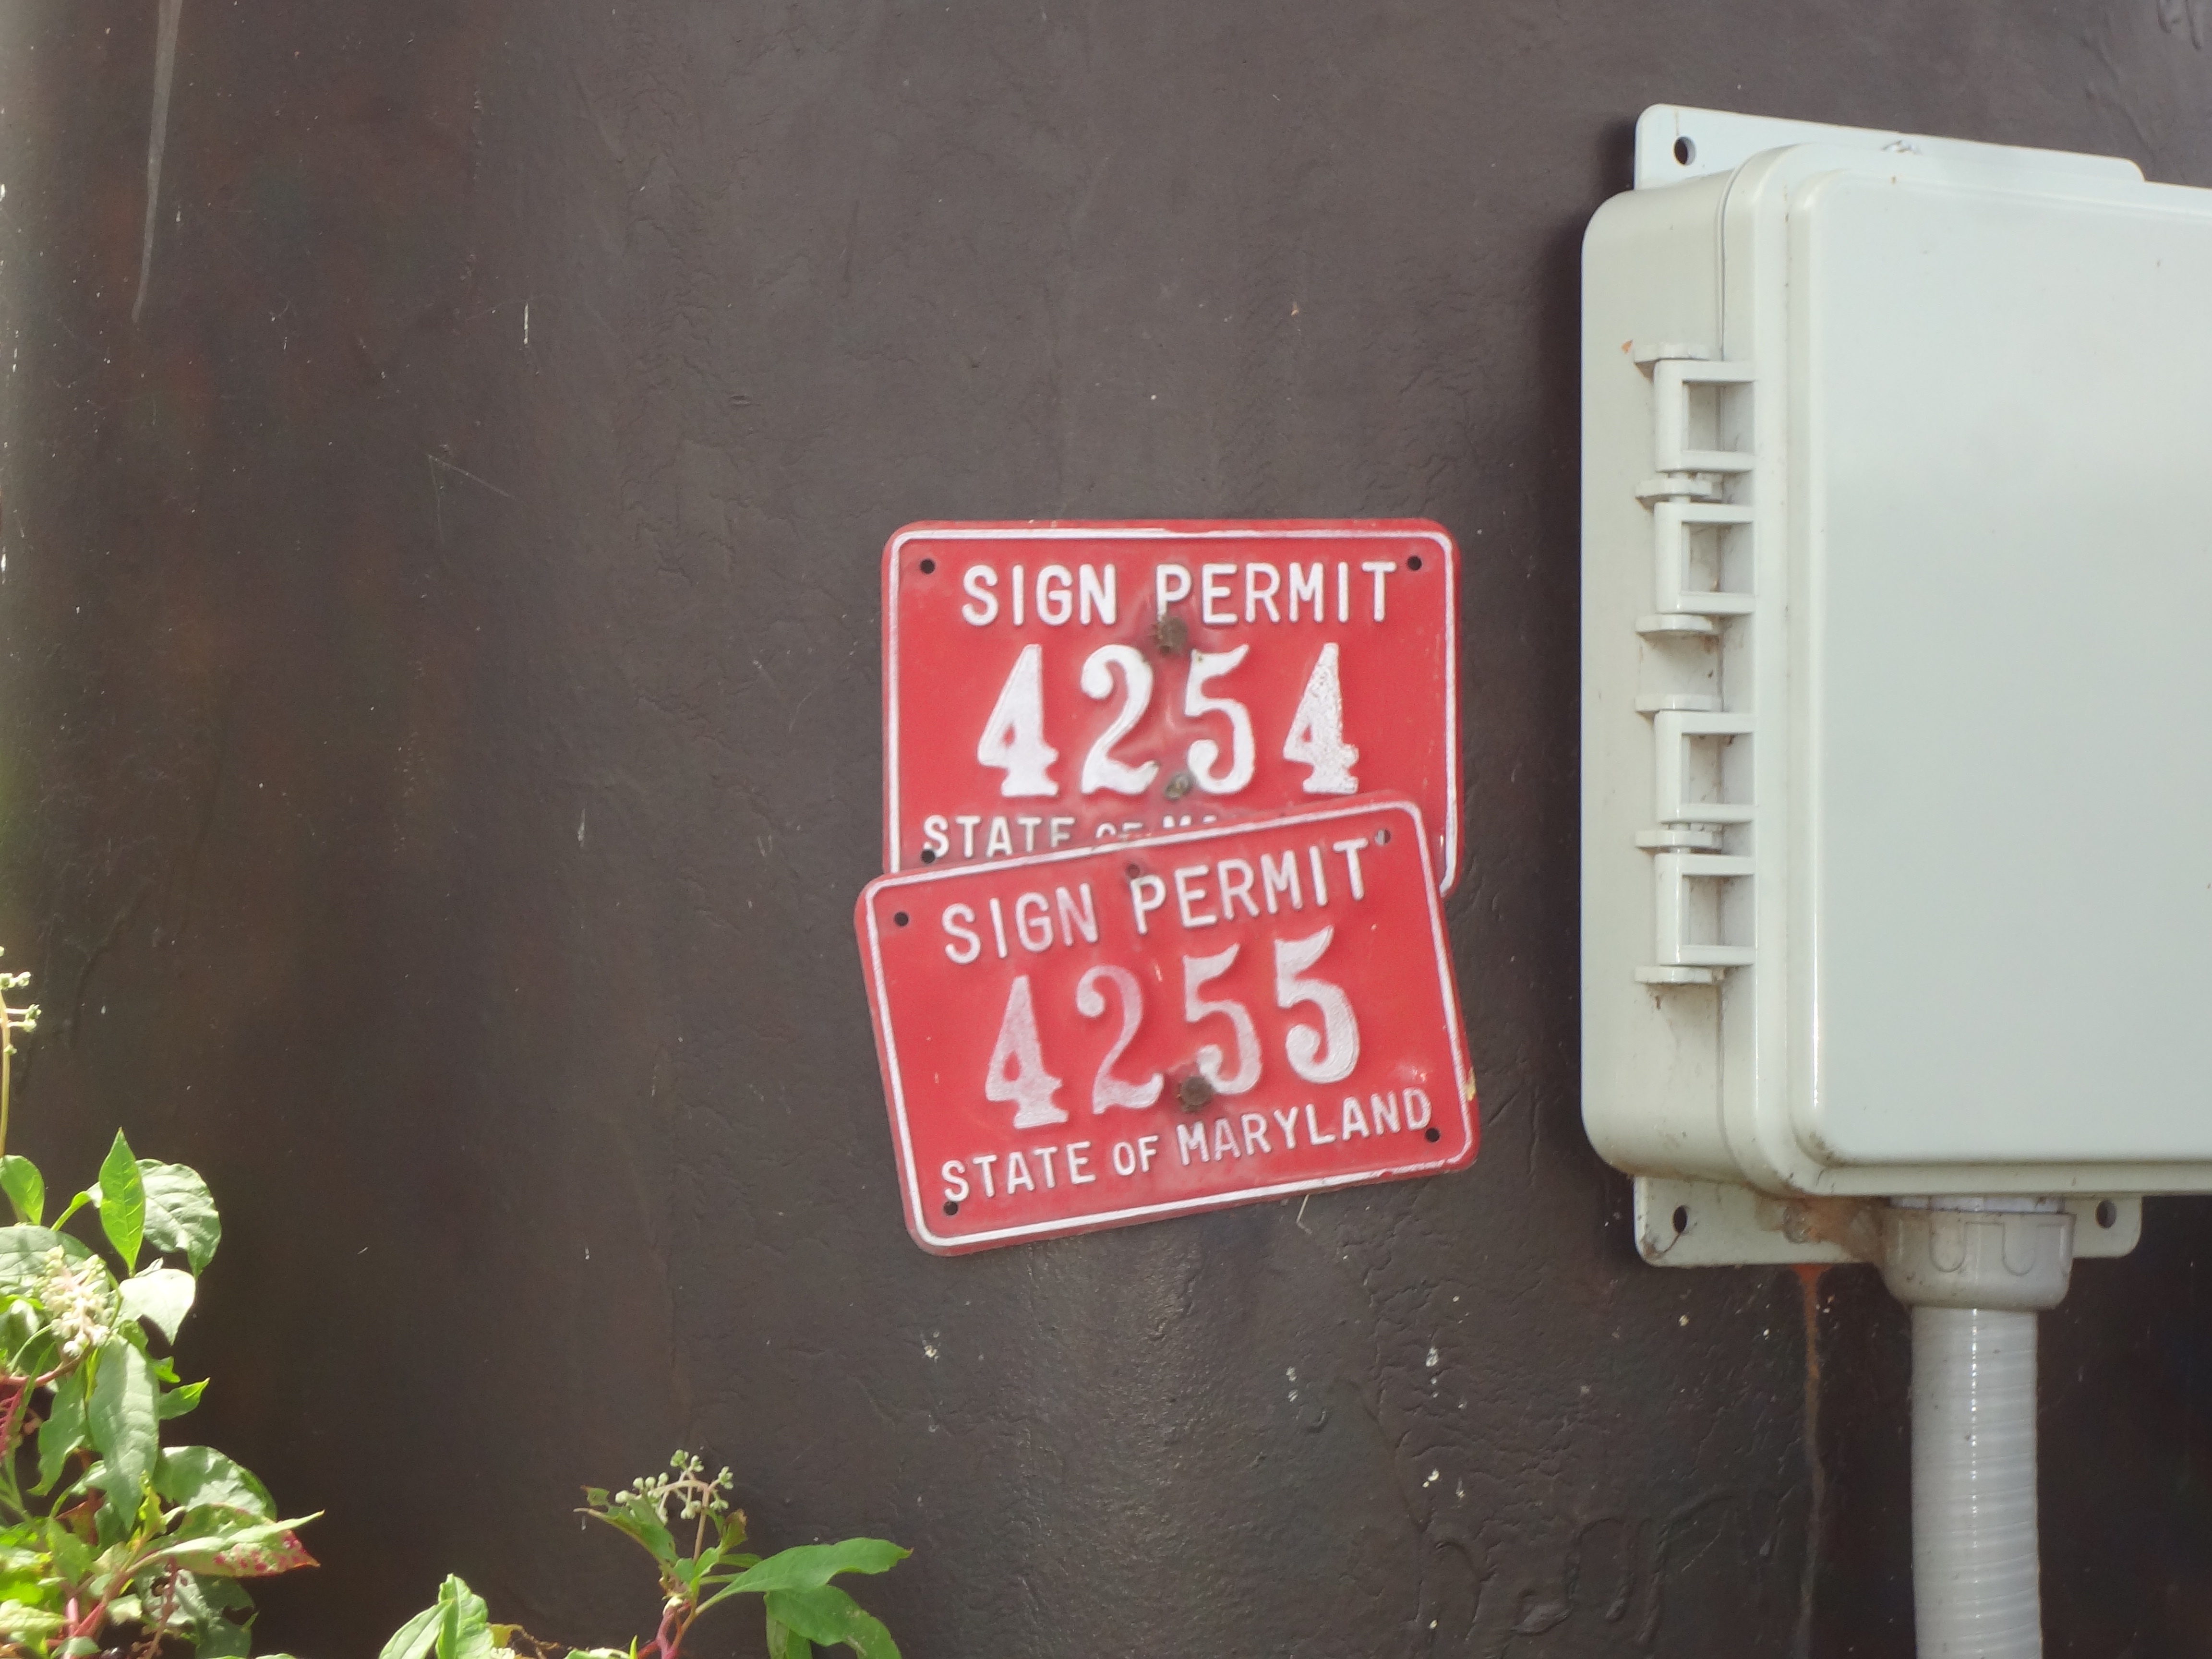 SIGN PERMIT
4254
STATE OF
SIGN PERMIT
4255
STATE OF MARYLAND